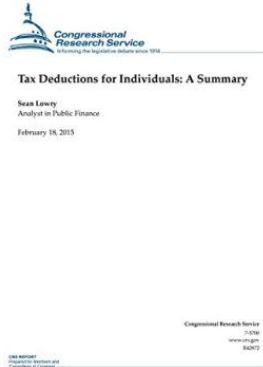 Congressional
Research Service
Informing the legislative debate since 1914
Tax Deductions for Individuals: A Summary
Sean Lowry
Analyst in Public Finance
February 18, 2015
Congressional Research Service
7-5700
www.crs.gov
R42872
CRS REPORT
Prepared for Members and
Committees of Congress